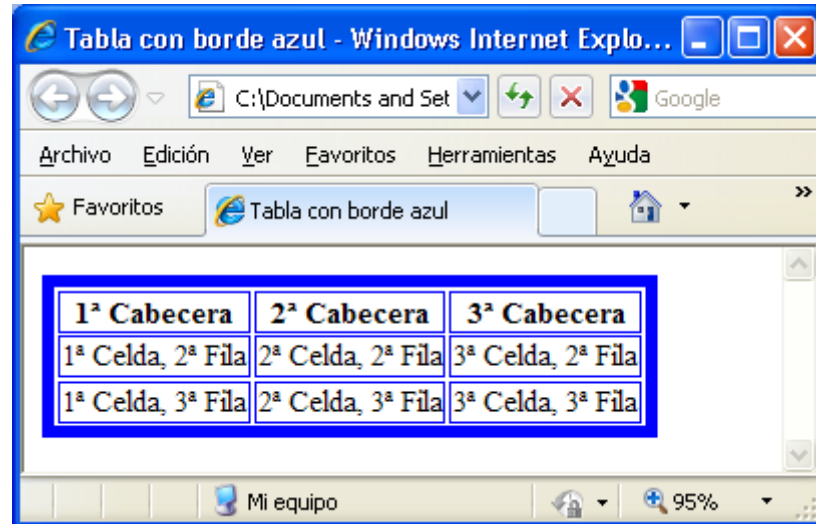 Tabla con borde azul - Windows Internet Explo...
C:\Documents and Set
Google
Archivo Edición Ver Favoritos Herramientas Ayuda
Favoritos Tabla con borde azul »
1ª Cabecera 2ª Cabecera 3ª Cabecera
1ª Celda, 2ª Fila 2ª Celda, 2ª Fila 3ª Celda, 2ª Fila
1ª Celda, 3ª Fila 2ª Celda, 3ª Fila 3ª Celda, 3ª Fila
Mi equipo 95%